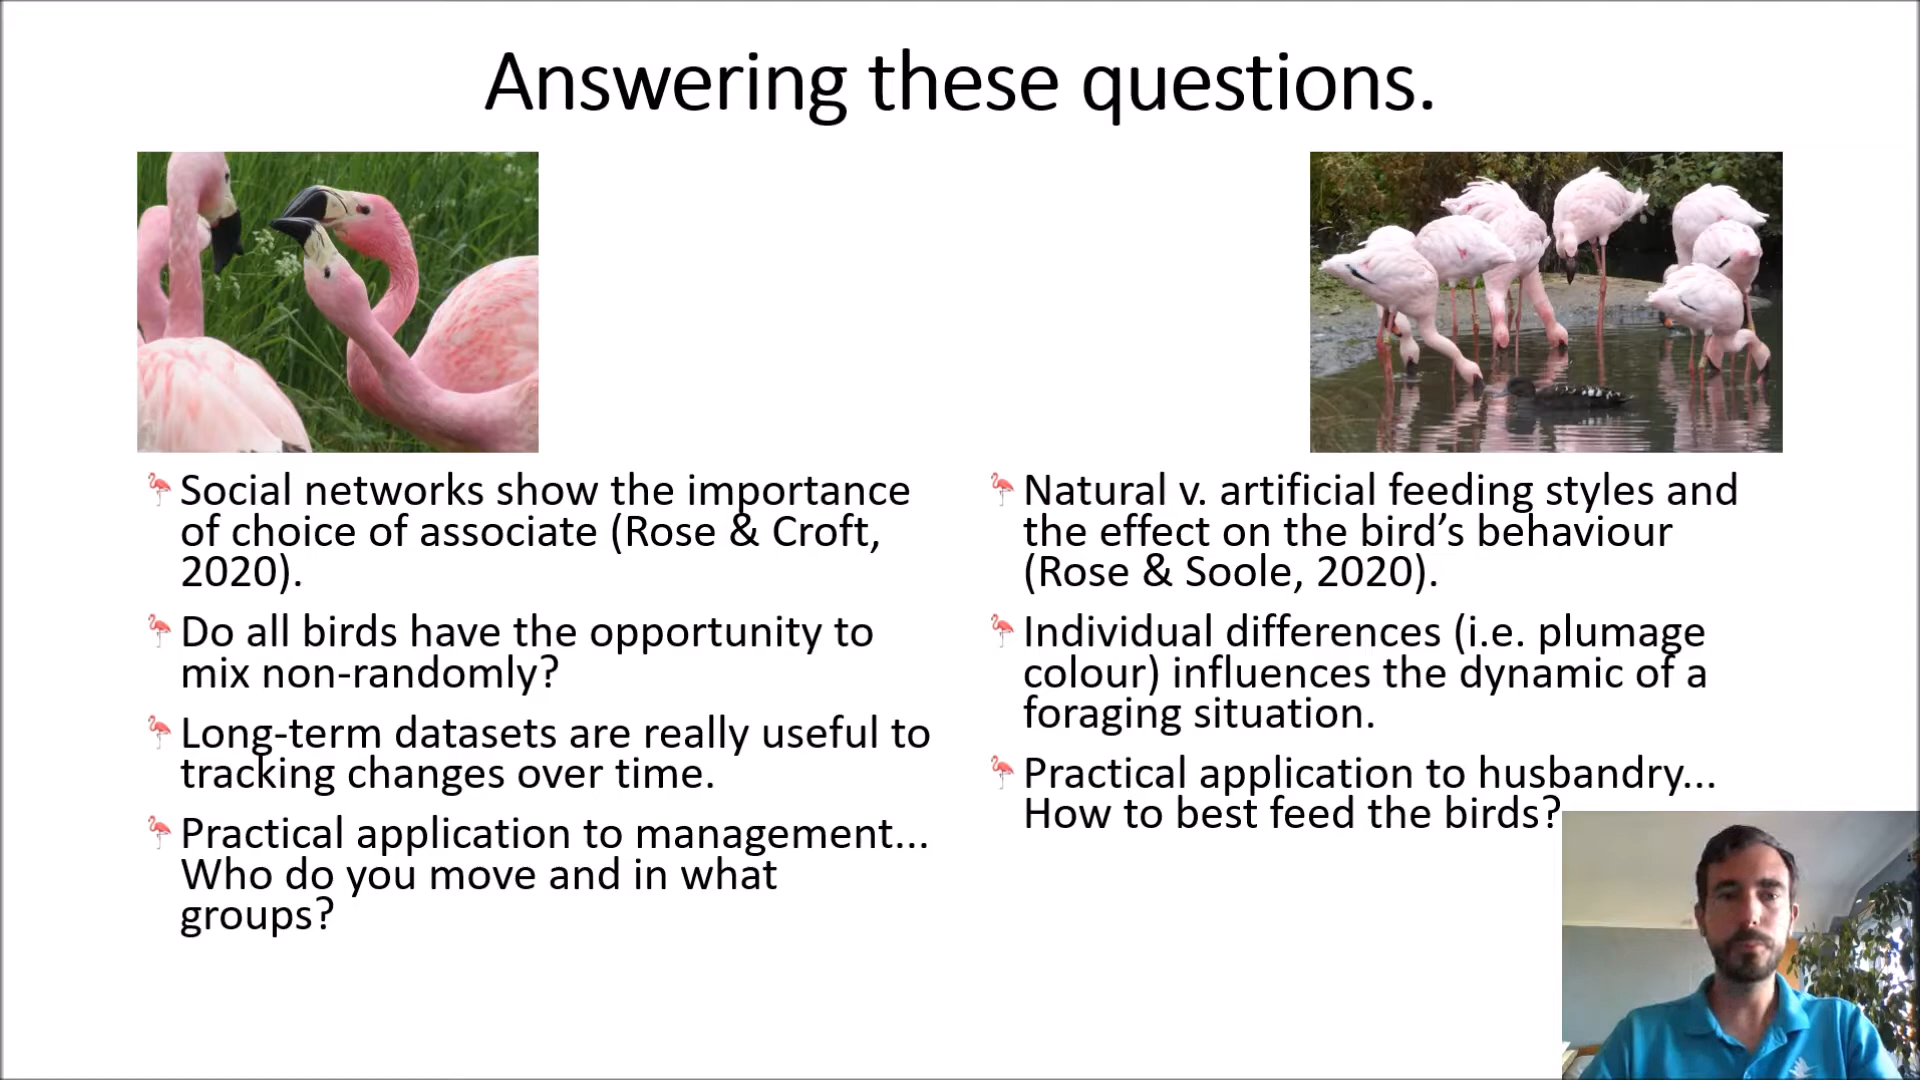 Answering these questions.
Social networks show the importance
of choice of associate (Rose & Croft,
2020).
Do all birds have the opportunity to
mix non-randomly?
Long-term datasets are really useful to
tracking changes over time.
Practical application to management...
Who do you move and in what
groups?
Natural v. artificial feeding styles and
the effect on the bird’s behaviour
(Rose & Soole, 2020).
Individual differences (i.e. plumage
colour) influences the dynamic of a
foraging situation.
Practical application to husbandry...
How to best feed the birds?